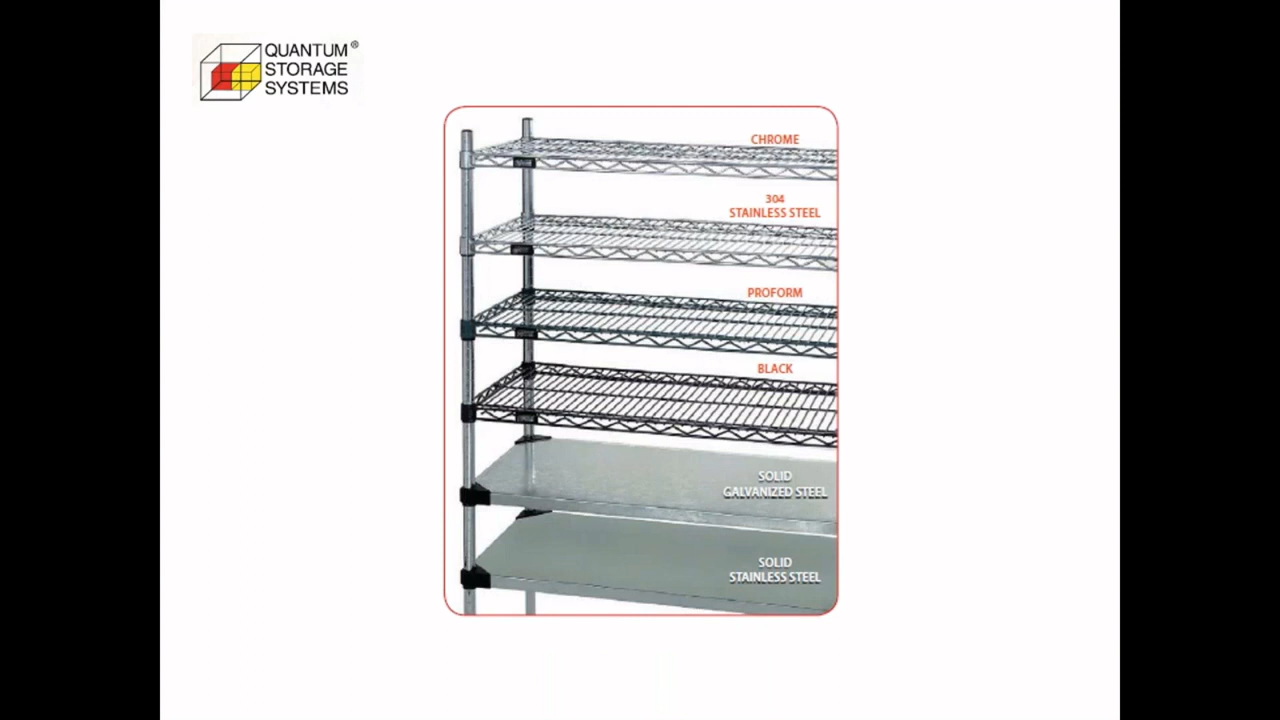 QUANTUM®
STORAGE
SYSTEMS
CHROME
304
STAINLESS STEEL
PROFORM
BLACK
SOLID
GALVANIZED STEEL
SOLID
STAINLESS STEEL